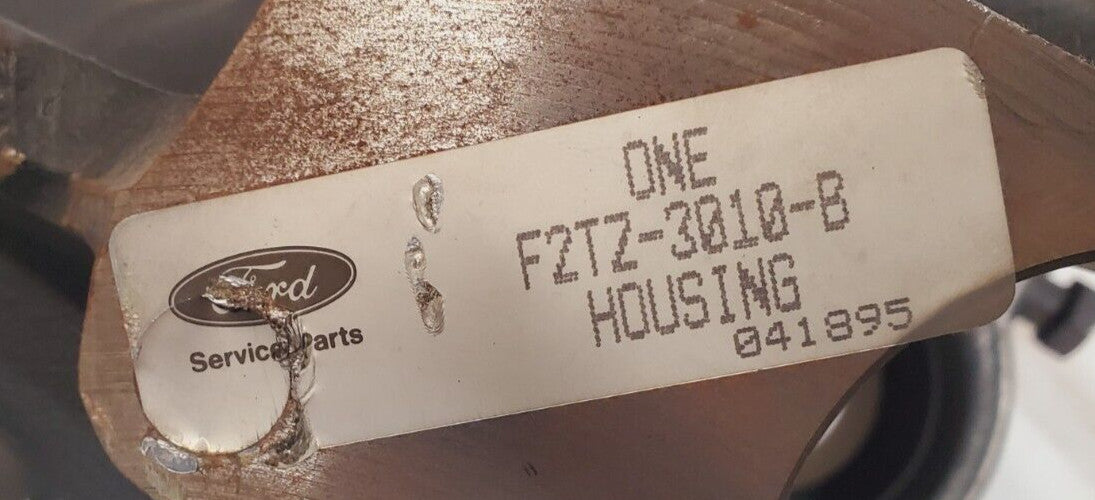 Ford
Service Parts
ONE
F2TZ-3010-B
HOUSING
041895